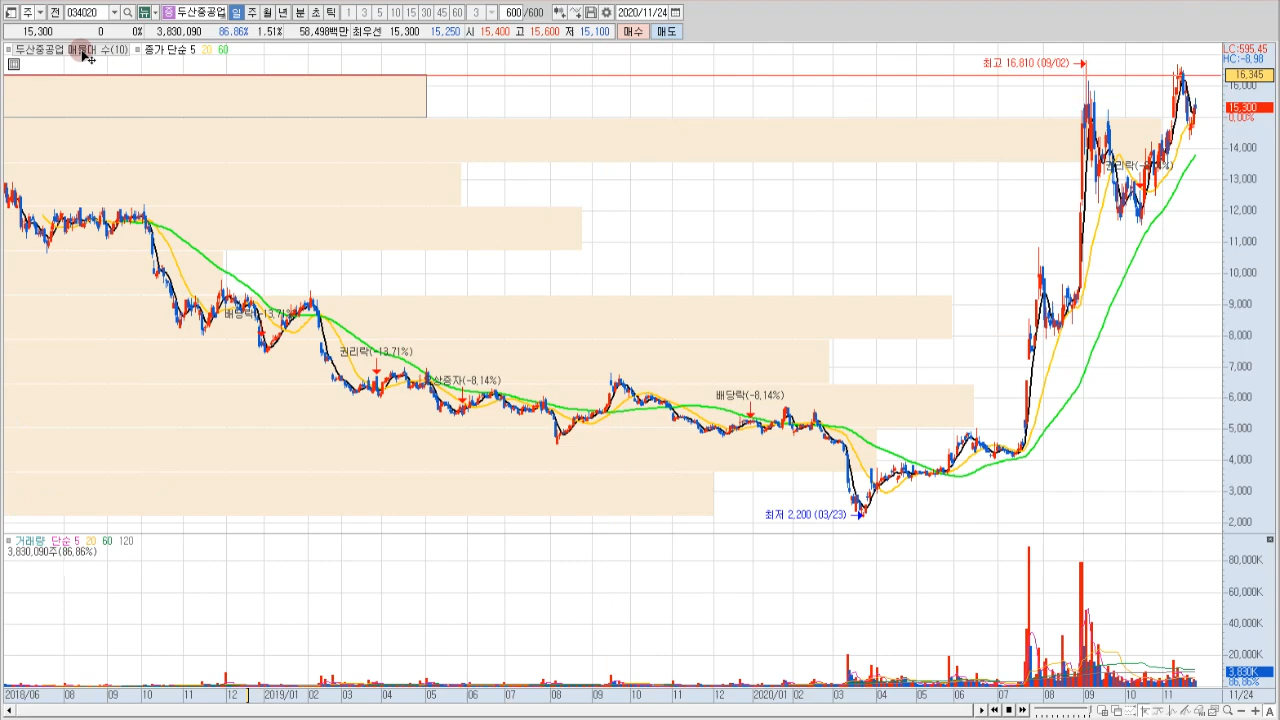 주 전 034020 뉴 증 두산중공업 일 주 월 년 분 초 틱 1 3 5 10 15 30 45 60 3 600 /600 2020/11/24
15,300 0 0% 3,830,090 86.86% 1.51% 58,498백만 최우선 15,300 15,250 시 15,400 고 15,600 저 15,100 매수 매도
두산중공업 수(10) 종가 단순 5 20 60
LC:595.45
HC:-8.98
최고 16,810 (09/02)
16,345
16,000
15,300
0.00%
14,000
13,000
12,000
11,000
10,000
9,000
8,000
7,000
6,000
5,000
4,000
3,000
2,000
배당락(-13.71%)
권리락(-13.71%)
(-8.14%)
배당락(-8.14%)
최저 2,200 (03/23)
거래량 단순 5 20 60 120
3,830,090주(86.86%)
80,000K
60,000K
40,000K
20,000K
3,830K
86.86%
2018/06 08 09 10 11 12 2019/01 02 03 04 05 06 07 08 09 10 11 12 2020/01 02 03 04 05 06 07 08 09 10 11 11/24